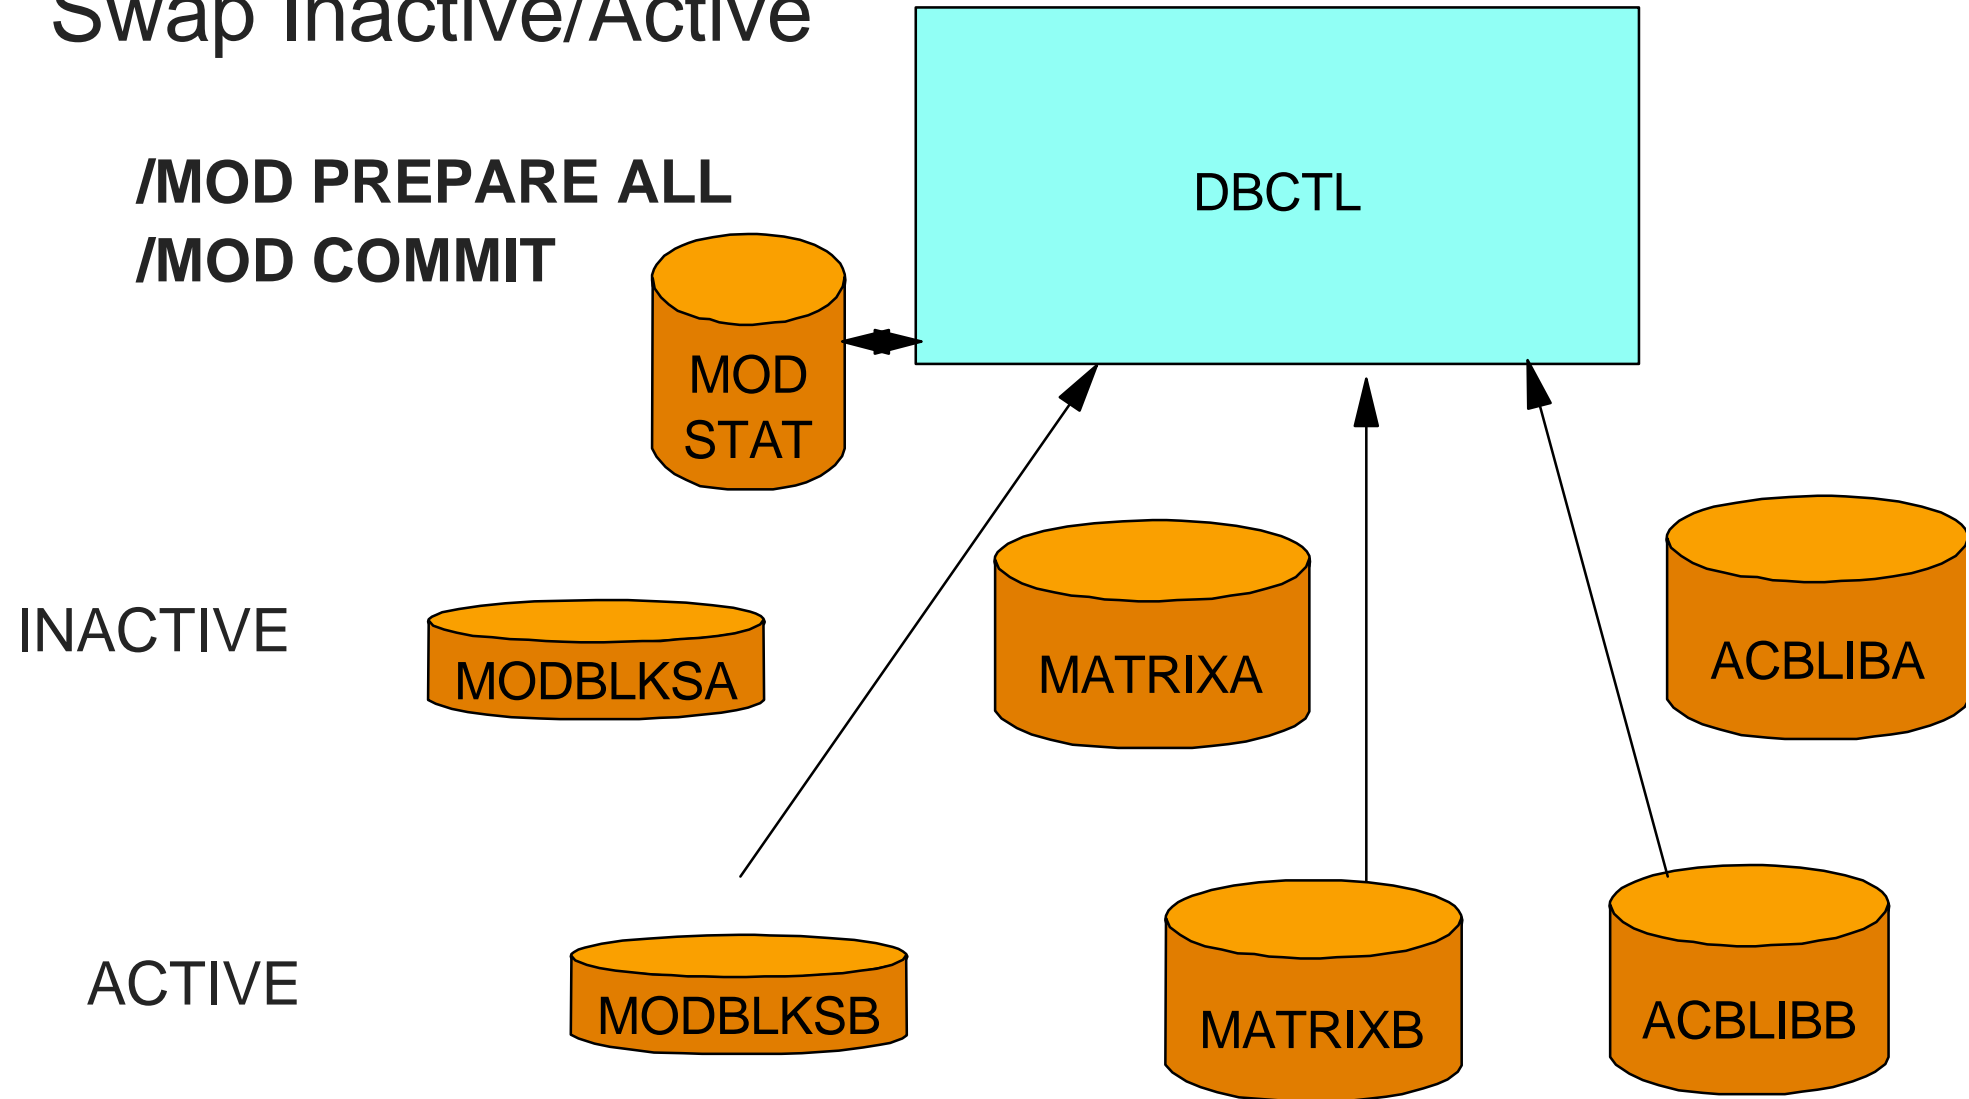 Swap Inactive/Active
/MOD PREPARE ALL
/MOD COMMIT
DBCTL
MOD
STAT
INACTIVE
MODBLKSA
MATRIXA
ACBLIBA
ACTIVE
MODBLKSB
MATRIXB
ACBLIBB